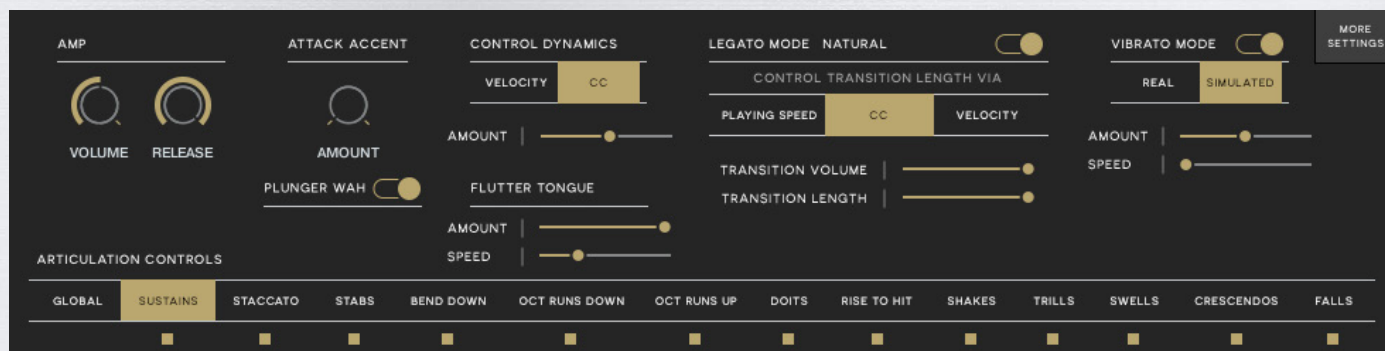 AMP
VOLUME
RELEASE
ATTACK ACCENT
AMOUNT
PLUNGER WAH
CONTROL DYNAMICS
VELOCITY
CC
AMOUNT
FLUTTER TONGUE
AMOUNT
SPEED
LEGATO MODE NATURAL
CONTROL TRANSITION LENGTH VIA
PLAYING SPEED
CC
VELOCITY
TRANSITION VOLUME
TRANSITION LENGTH
VIBRATO MODE
REAL
SIMULATED
AMOUNT
SPEED
MORE
SETTINGS
ARTICULATION CONTROLS
GLOBAL
SUSTAINS
STACCATO
STABS
BEND DOWN
OCT RUNS DOWN
OCT RUNS UP
DOITS
RISE TO HIT
SHAKES
TRILLS
SWELLS
CRESCENDOS
FALLS